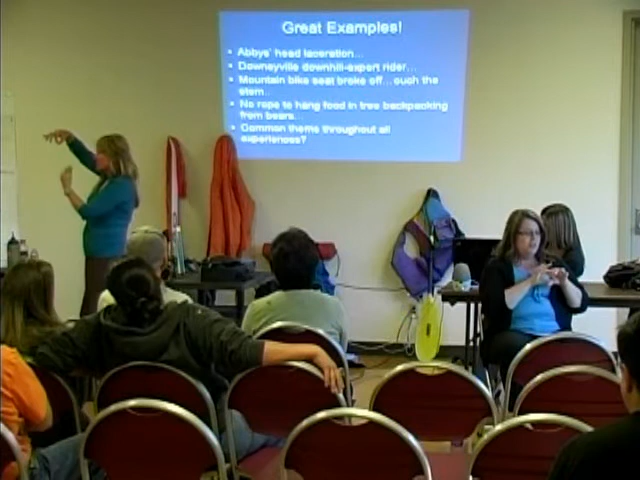 Great Examples!
• Abbys' head laceration...
• Downeyville downhill-expert rider...
• Mountain bike seat broke off...ouch the
stem...
• No rope to hang food in tree backpacking
from bears...
• Common theme throughout all
experiences?